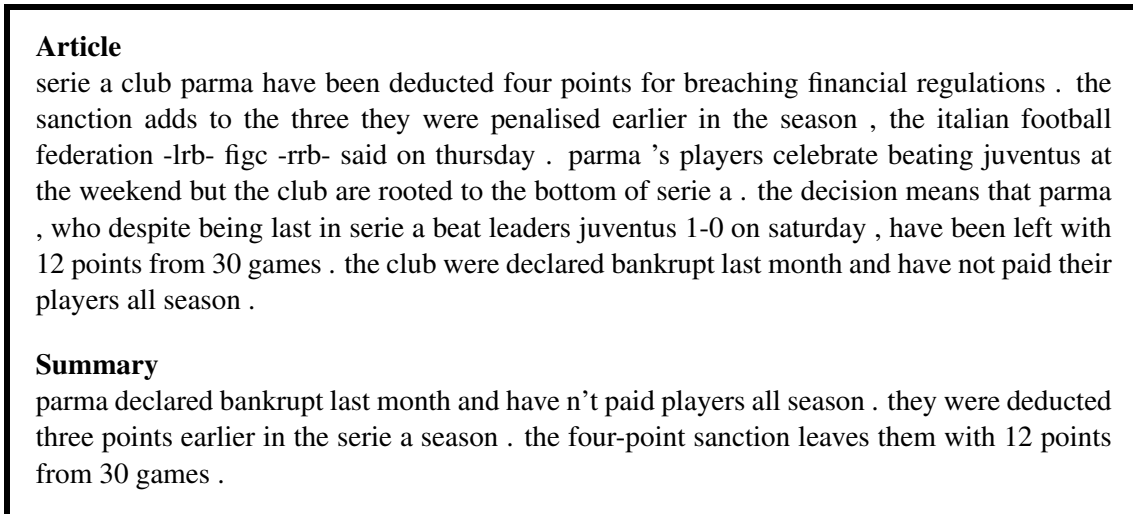 Article
serie a club parma have been deducted four points for breaching financial regulations . the
sanction adds to the three they were penalised earlier in the season , the italian football
federation -lrb- figc -rrb- said on thursday . parma 's players celebrate beating juventus at
the weekend but the club are rooted to the bottom of serie a . the decision means that parma
, who despite being last in serie a beat leaders juventus 1-0 on saturday , have been left with
12 points from 30 games . the club were declared bankrupt last month and have not paid their
players all season .
Summary
parma declared bankrupt last month and have n't paid players all season . they were deducted
three points earlier in the serie a season . the four-point sanction leaves them with 12 points
from 30 games .